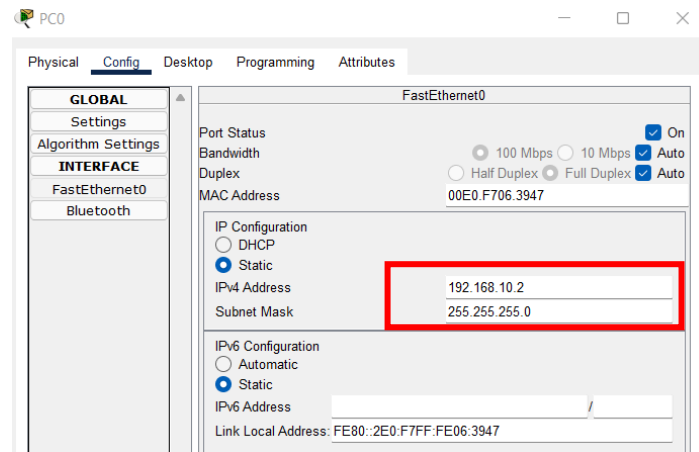 PC0
Physical Config Desktop Programming Attributes
GLOBAL
Settings
Algorithm Settings
INTERFACE
FastEthernet0
Bluetooth
FastEthernet0
Port Status On
Bandwidth 100 Mbps 10 Mbps Auto
Duplex Half Duplex Full Duplex Auto
MAC Address 00E0.F706.3947
IP Configuration
DHCP
Static
IPv4 Address 192.168.10.2
Subnet Mask 255.255.255.0
IPv6 Configuration
Automatic
Static
IPv6 Address /
Link Local Address: FE80::2E0:F7FF:FE06:3947